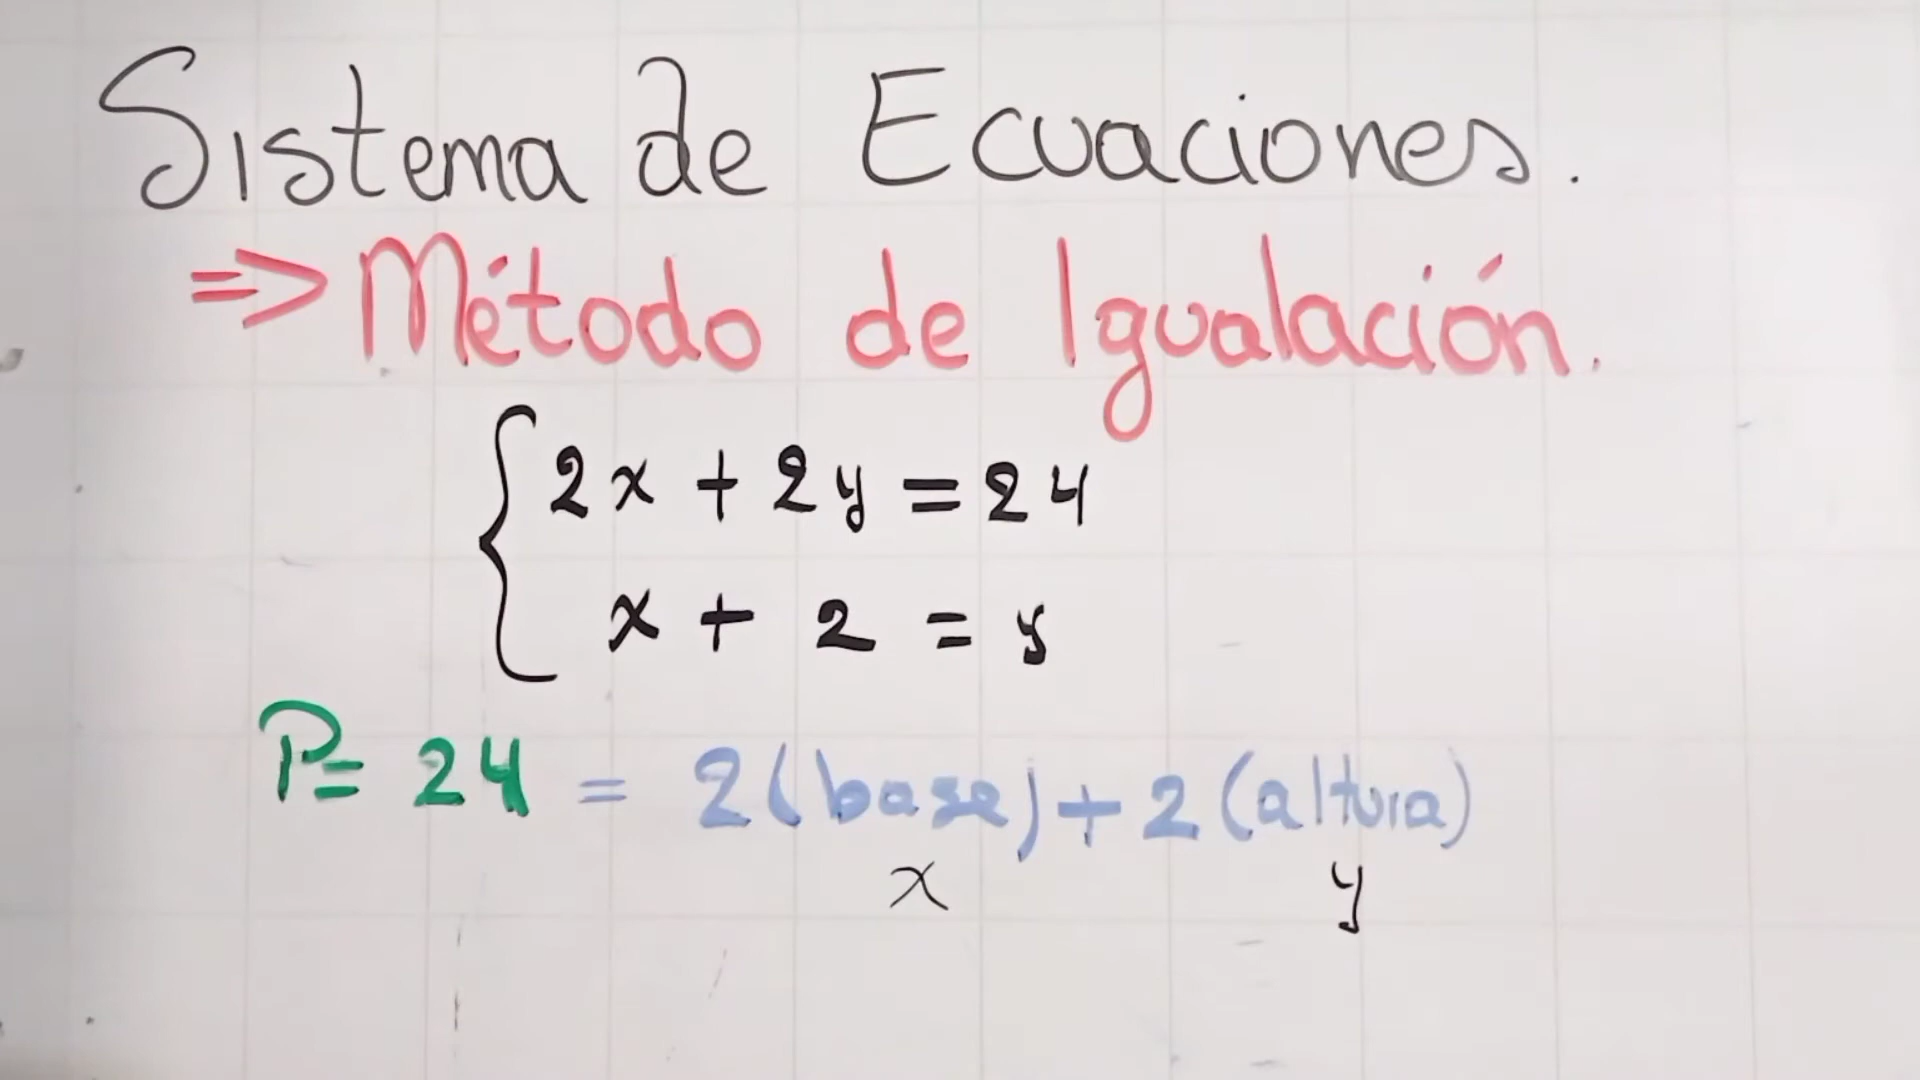 Sistema de Ecuaciones.
=> Método de Igualación.
2x + 2y = 24
x + 2 = y
P= 24 = 2(base) + 2(altura)
x y